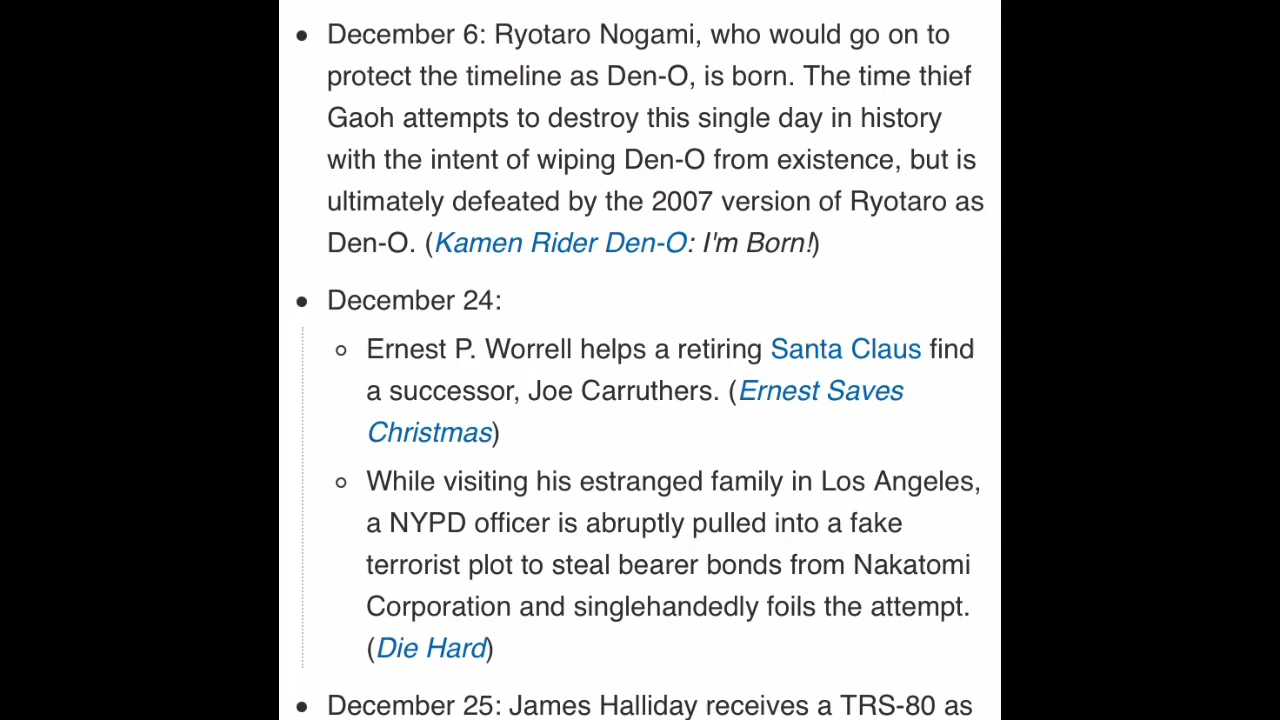 • December 6: Ryotaro Nogami, who would go on to
protect the timeline as Den-O, is born. The time thief
Gaoh attempts to destroy this single day in history
with the intent of wiping Den-O from existence, but is
ultimately defeated by the 2007 version of Ryotaro as
Den-O. (Kamen Rider Den-O: I'm Born!)
• December 24:
◦ Ernest P. Worrell helps a retiring Santa Claus find
a successor, Joe Carruthers. (Ernest Saves
Christmas)
◦ While visiting his estranged family in Los Angeles,
a NYPD officer is abruptly pulled into a fake
terrorist plot to steal bearer bonds from Nakatomi
Corporation and singlehandedly foils the attempt.
(Die Hard)
• December 25: James Halliday receives a TRS-80 as